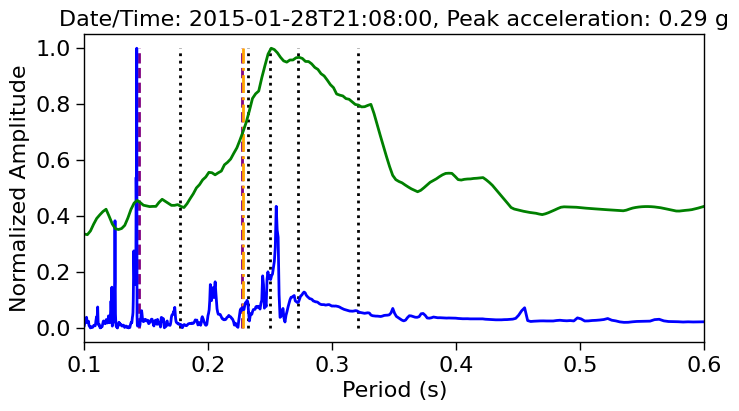 Date/Time: 2015-01-28T21:08:00, Peak acceleration: 0.29 g
1.0
0.8
0.6
0.4
0.2
0.0
Normalized Amplitude
0.1 0.2 0.3 0.4 0.5 0.6
Period (s)